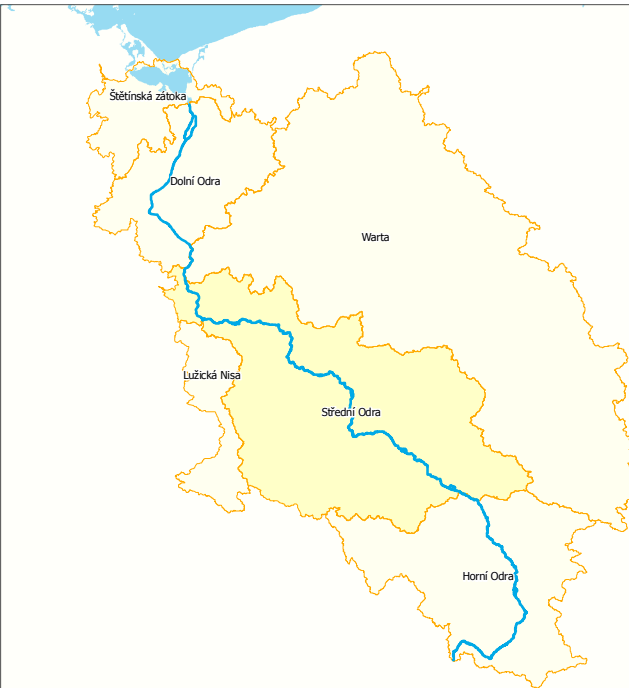 Štětínská zátoka
Dolní Odra
Warta
Lužická Nisa
Střední Odra
Horní Odra